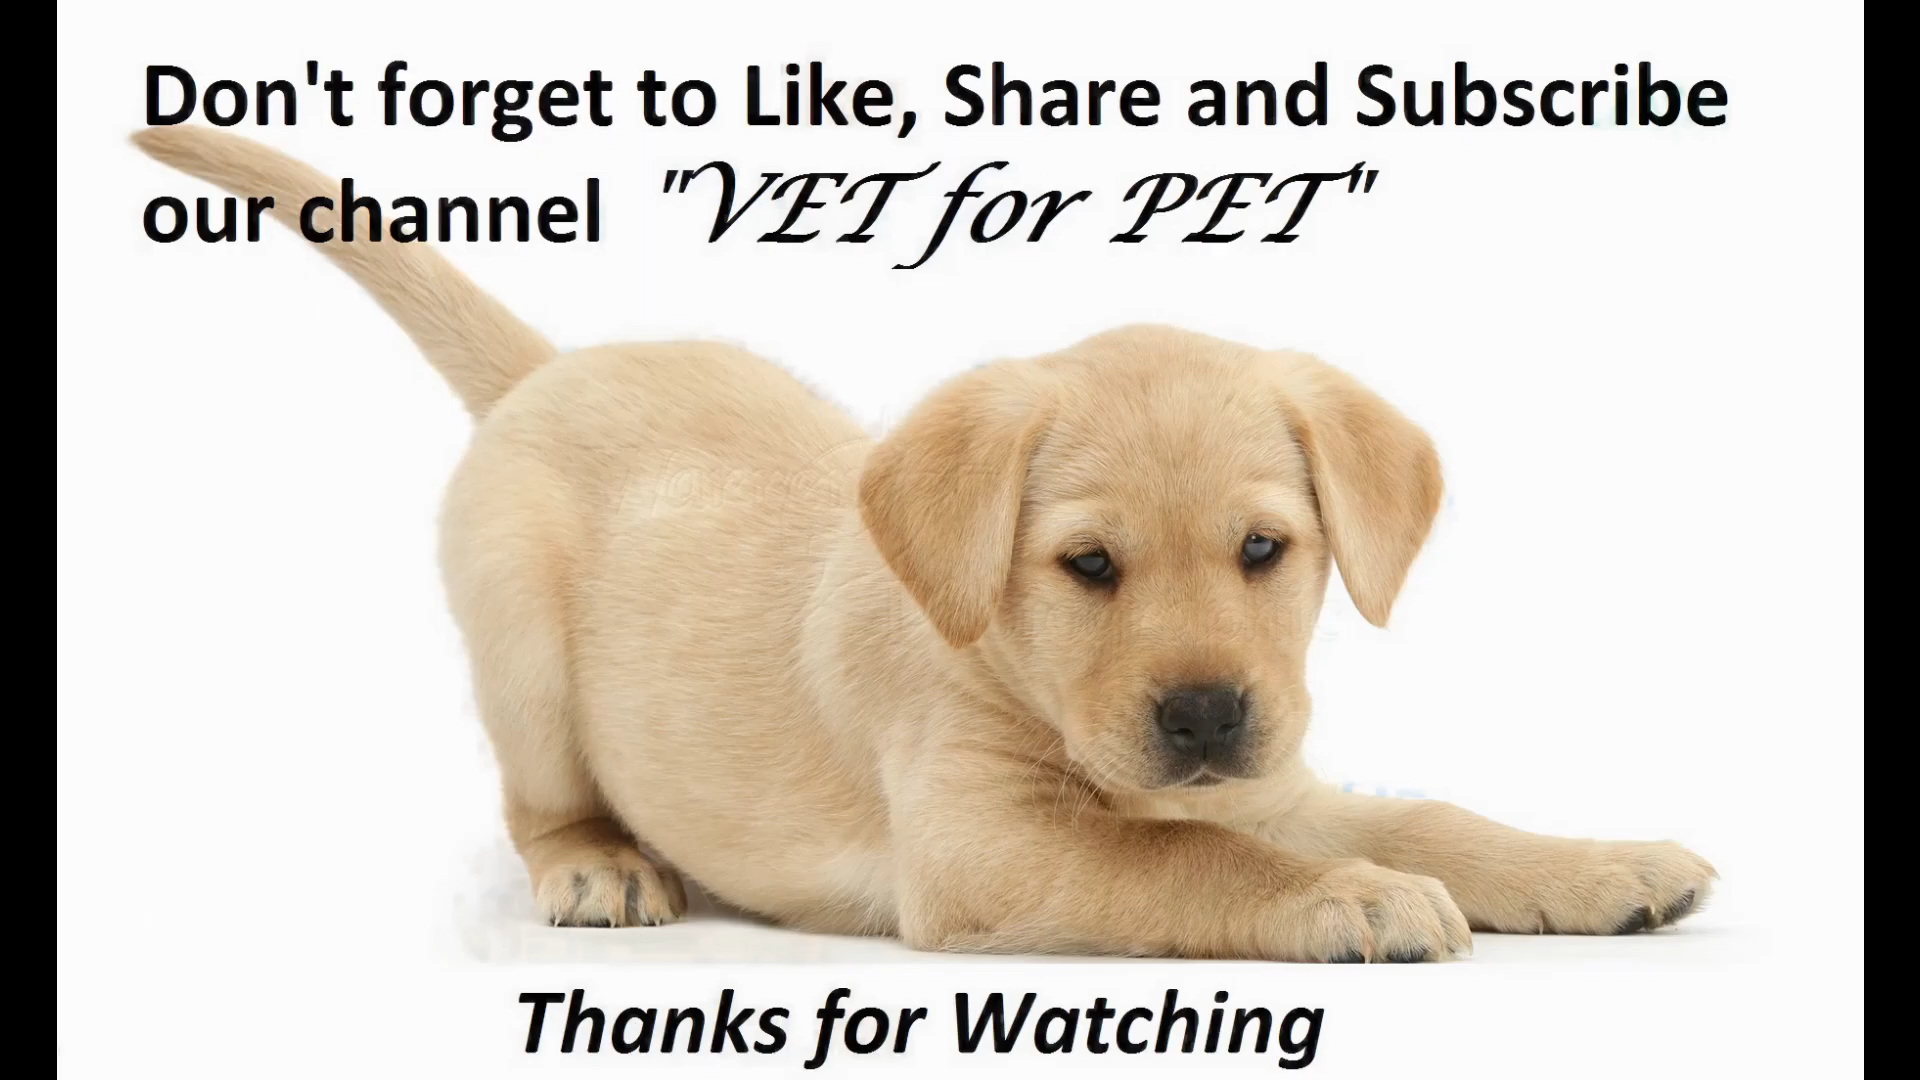 Don't forget to Like, Share and Subscribe
our channel "VET for PET"
Thanks for Watching